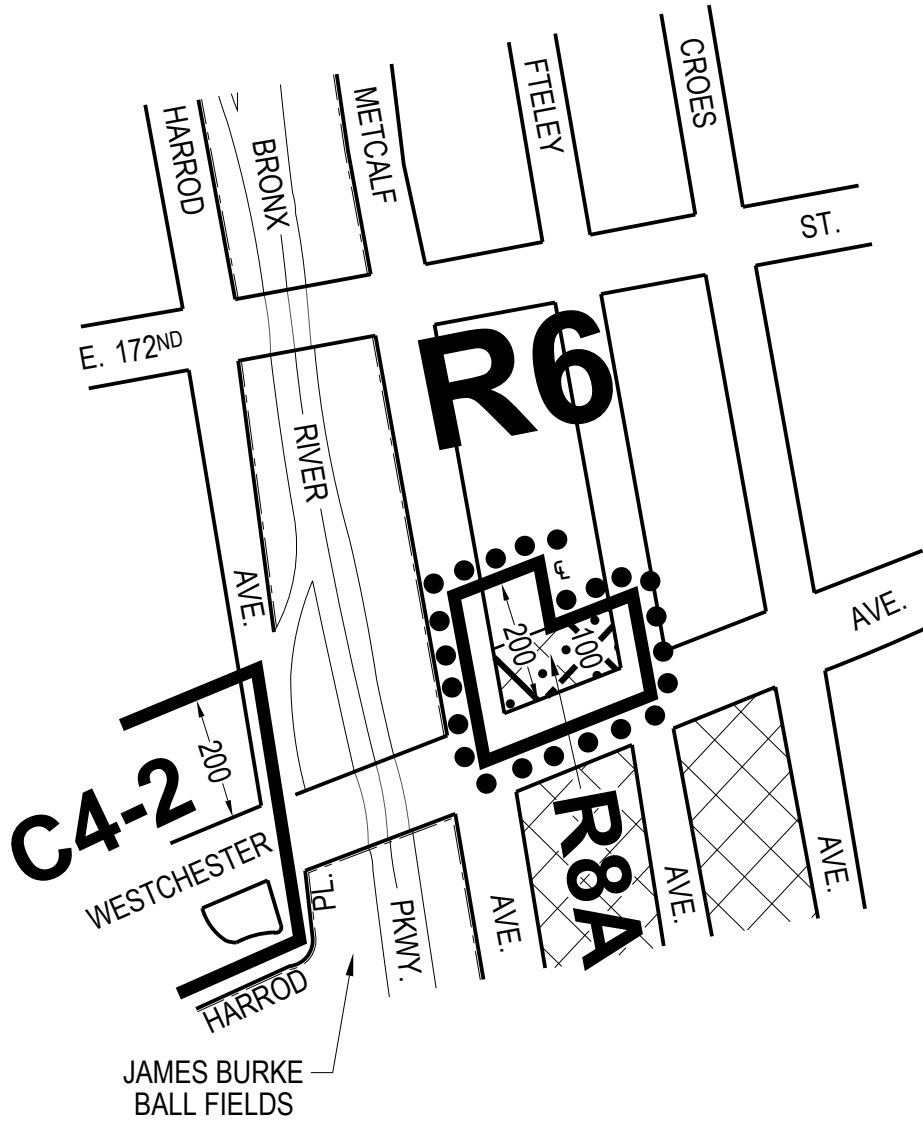 HARROD
BRONX
METCALF
FTELEY
CROES
ST.
E. 172ND
R6
RIVER
AVE.
AVE.
℄
200
100
200
C4-2
WESTCHESTER
R8A
PL.
PKWY.
AVE.
AVE.
AVE.
HARROD
JAMES BURKE
BALL FIELDS